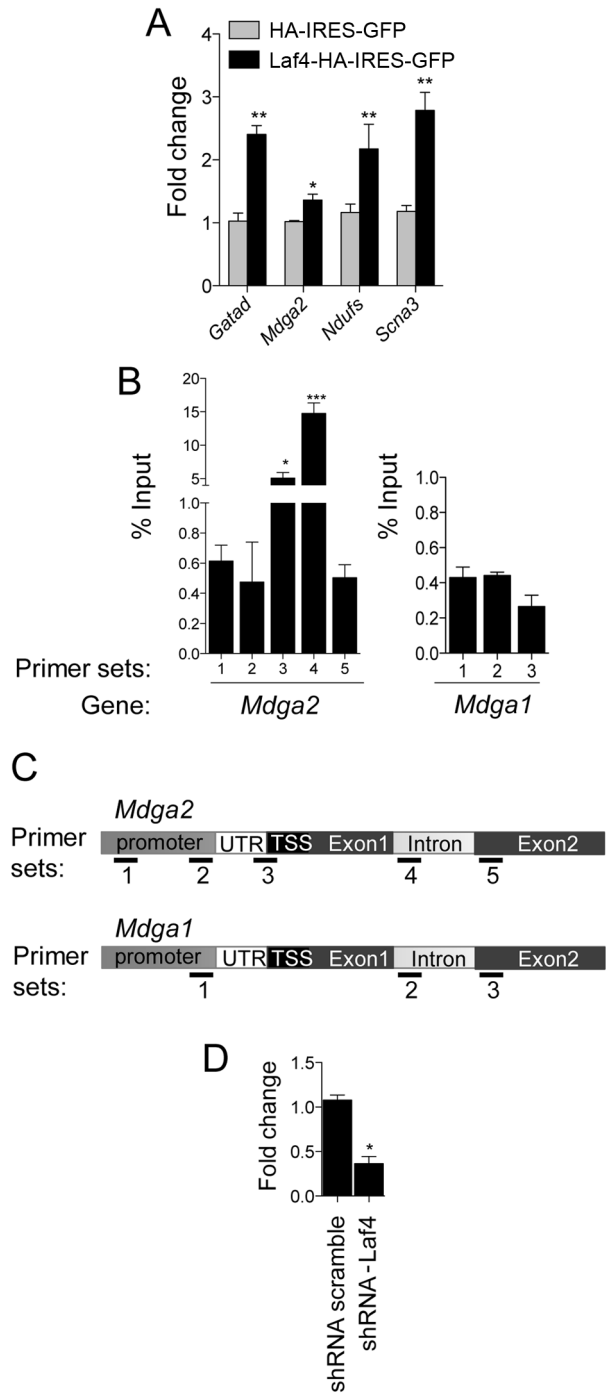 A
HA-IRES-GFP
Laf4-HA-IRES-GFP
Fold change
4
3
2
1
0
**
*
**
**
Gatad
Mdga2
Ndufs
Scna3
B
% Input
20
15
10
5
1.0
0.8
0.6
0.4
0.2
0.0
*
***
% Input
1.0
0.8
0.6
0.4
0.2
0.0
Primer sets: 1 2 3 4 5 1 2 3
Gene: Mdga2 Mdga1
C
Mdga2
Primer sets:
promoter UTR TSS Exon1 Intron Exon2
1 2 3 4 5
Mdga1
Primer sets:
promoter UTR TSS Exon1 Intron Exon2
1 2 3
D
Fold change
1.5
1.0
0.5
0.0
*
shRNA scramble
shRNA-Laf4